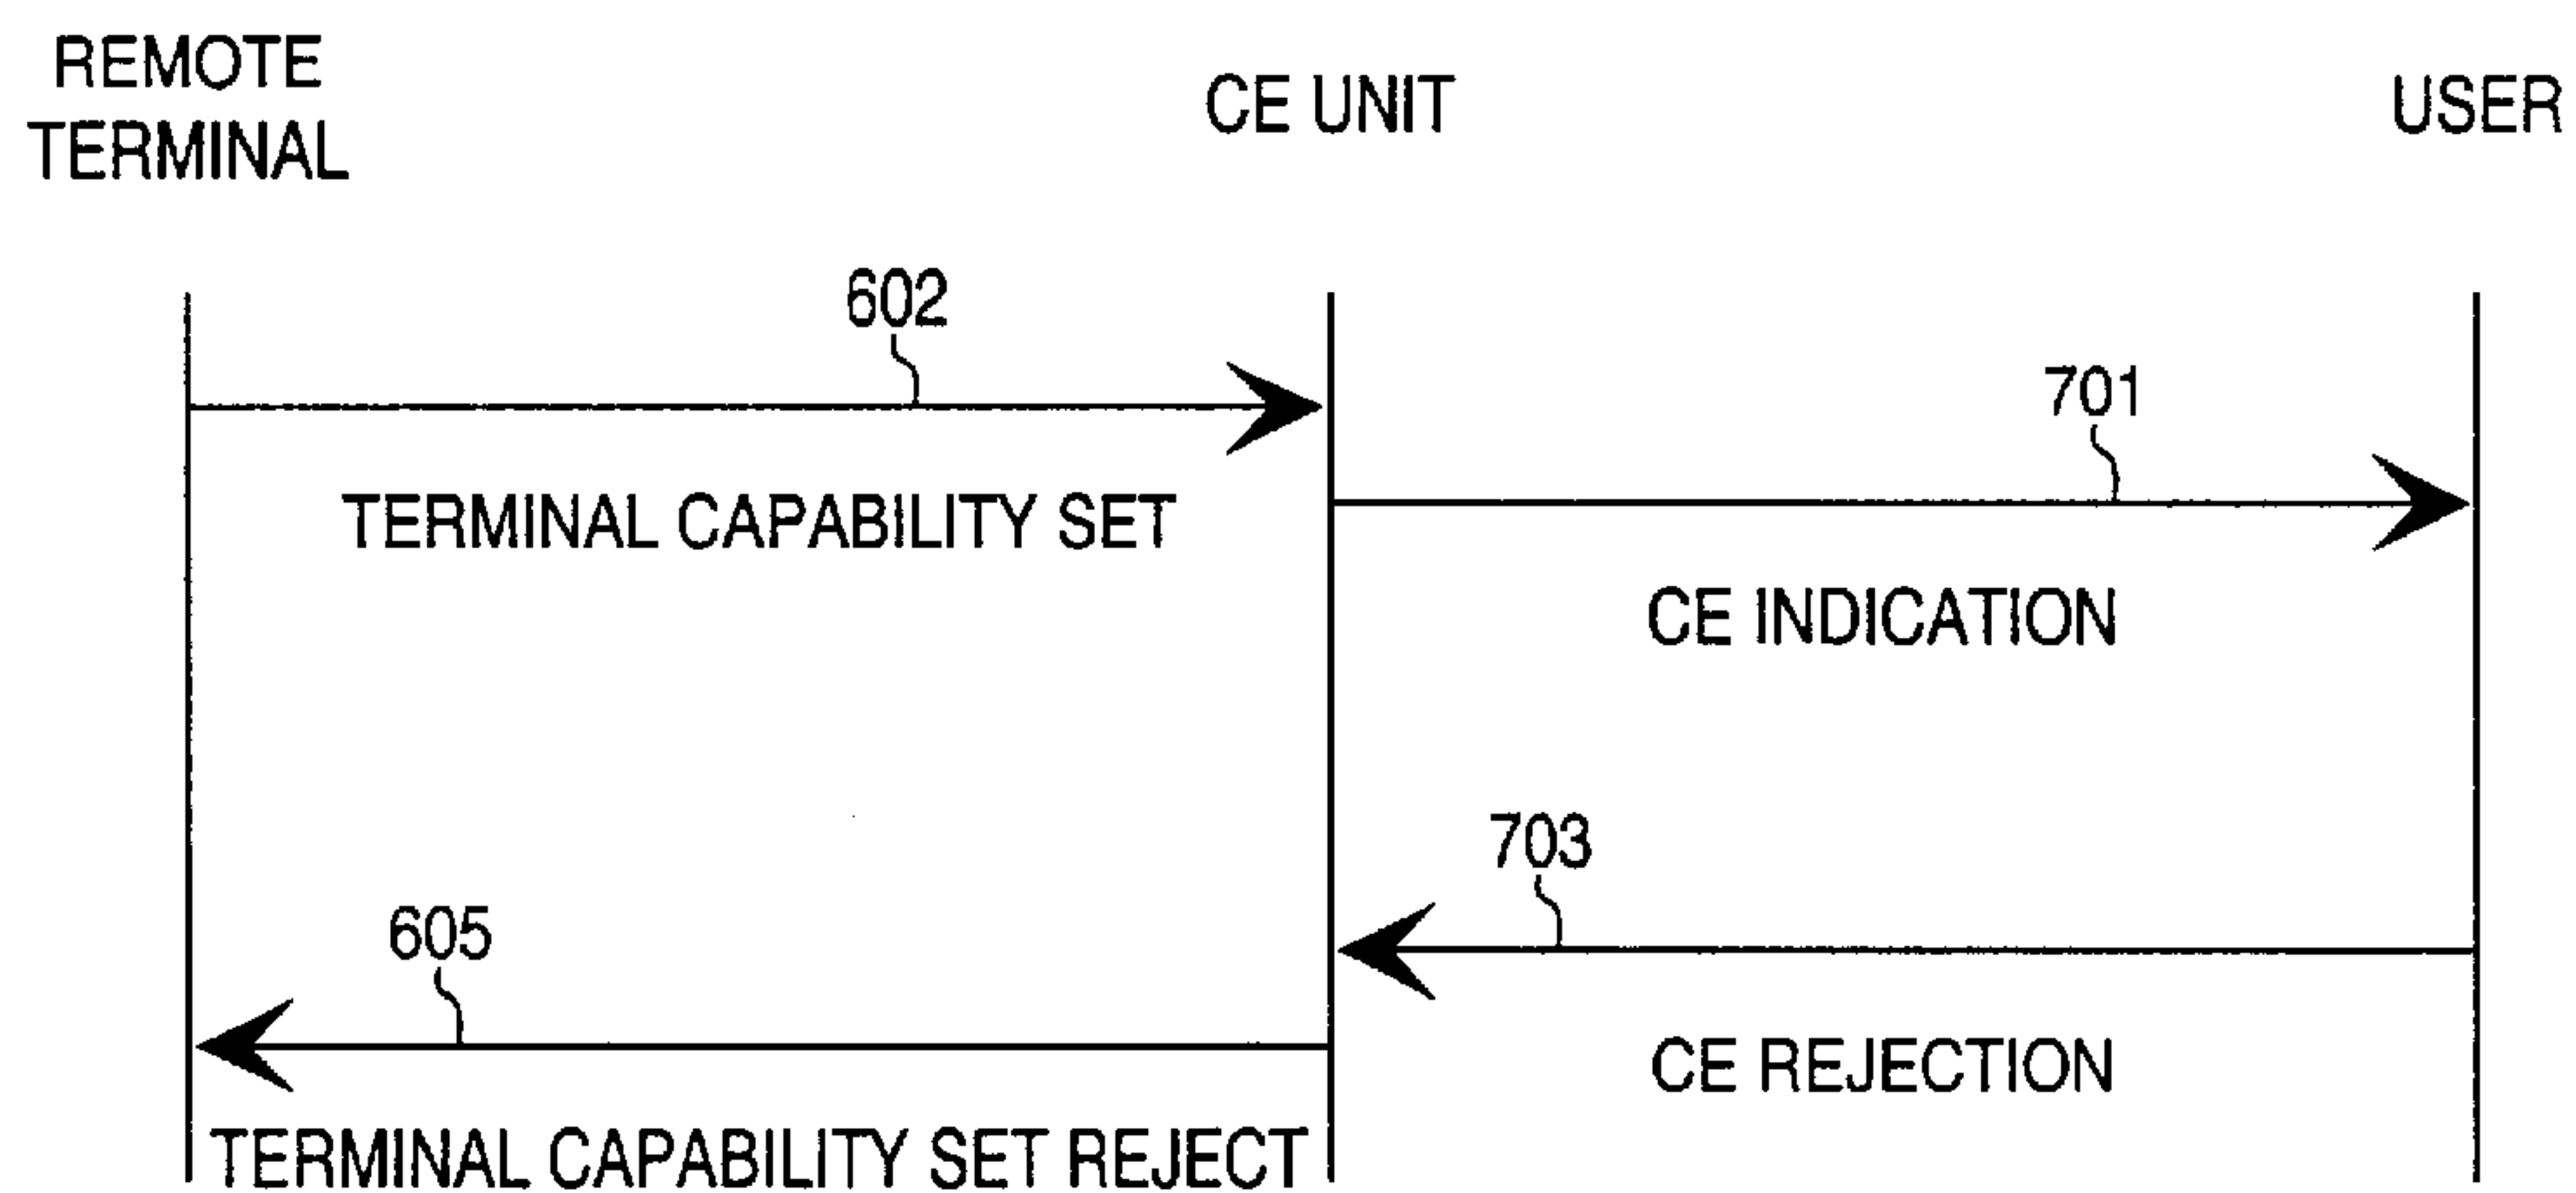 REMOTE
TERMINAL
CE UNIT
USER
602
701
TERMINAL CAPABILITY SET
CE INDICATION
703
605
CE REJECTION
TERMINAL CAPABILITY SET REJECT